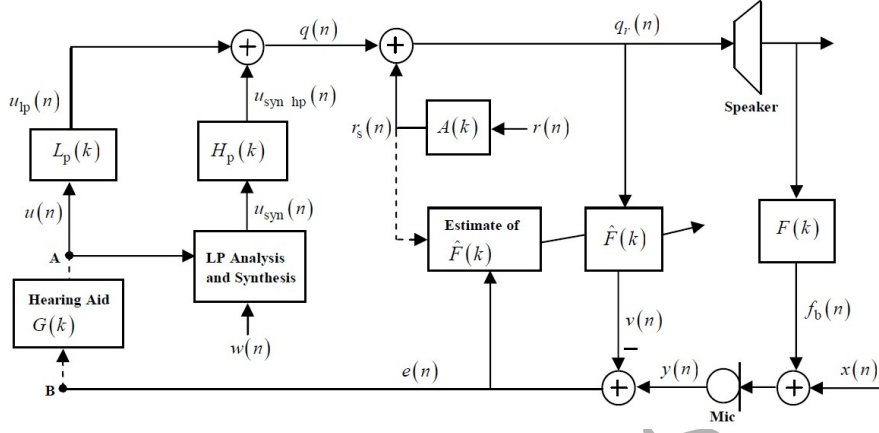 q(n)
q_r(n)
Speaker
u_lp(n)
u_syn hp(n)
r_s(n)
A(k)
r(n)
L_p(k)
H_p(k)
u(n)
u_syn(n)
Estimate of
F̂(k)
F̂(k)
F(k)
A
LP Analysis
and Synthesis
Hearing Aid
G(k)
w(n)
v(n)
f_b(n)
B
e(n)
y(n)
x(n)
Mic